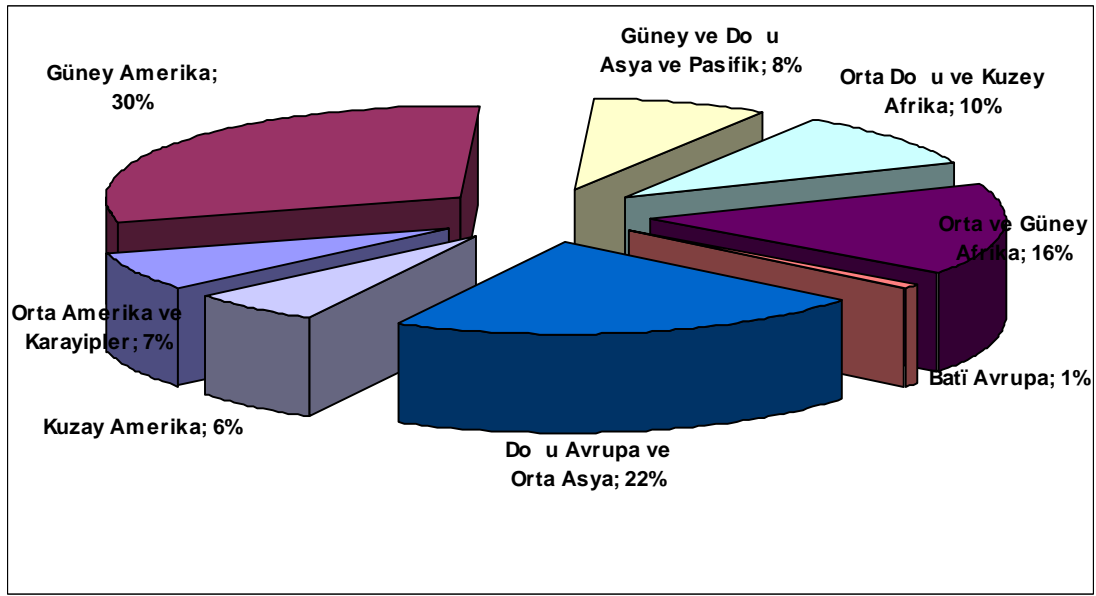 Güney Amerika;
30%
Güney ve Do u
Asya ve Pasifik; 8%
Orta Do u ve Kuzey
Afrika; 10%
Orta ve Güney
Afrika; 16%
Batï Avrupa; 1%
Do u Avrupa ve
Orta Asya; 22%
Kuzay Amerika; 6%
Orta Amerika ve
Karayipler; 7%